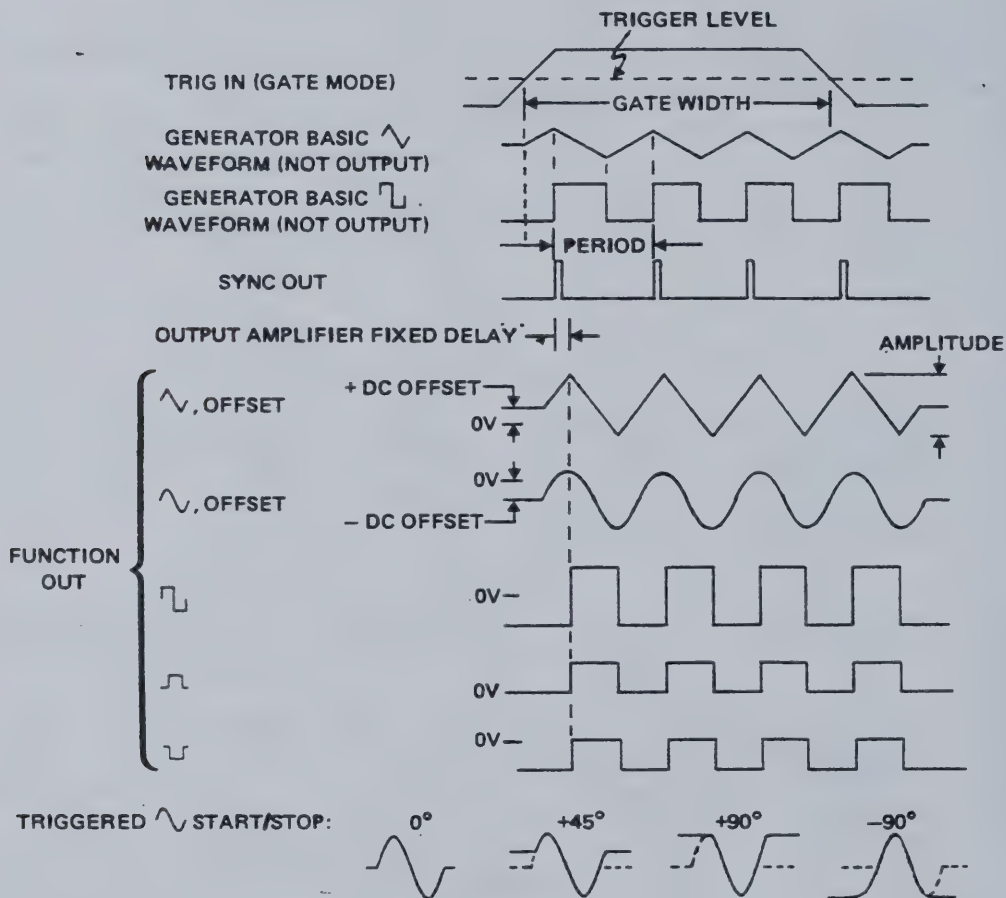 TRIGGER LEVEL
TRIG IN (GATE MODE)
GATE WIDTH
GENERATOR BASIC
WAVEFORM (NOT OUTPUT)
GENERATOR BASIC
WAVEFORM (NOT OUTPUT)
PERIOD
SYNC OUT
OUTPUT AMPLIFIER FIXED DELAY
AMPLITUDE
, OFFSET
+ DC OFFSET
0V
, OFFSET
0V
– DC OFFSET
FUNCTION
OUT
0V
0V
0V
TRIGGERED START/STOP:
0°
+45°
+90°
–90°